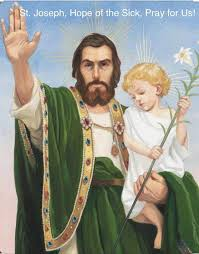 St. Joseph, Hope of the Sick, Pray for Us!